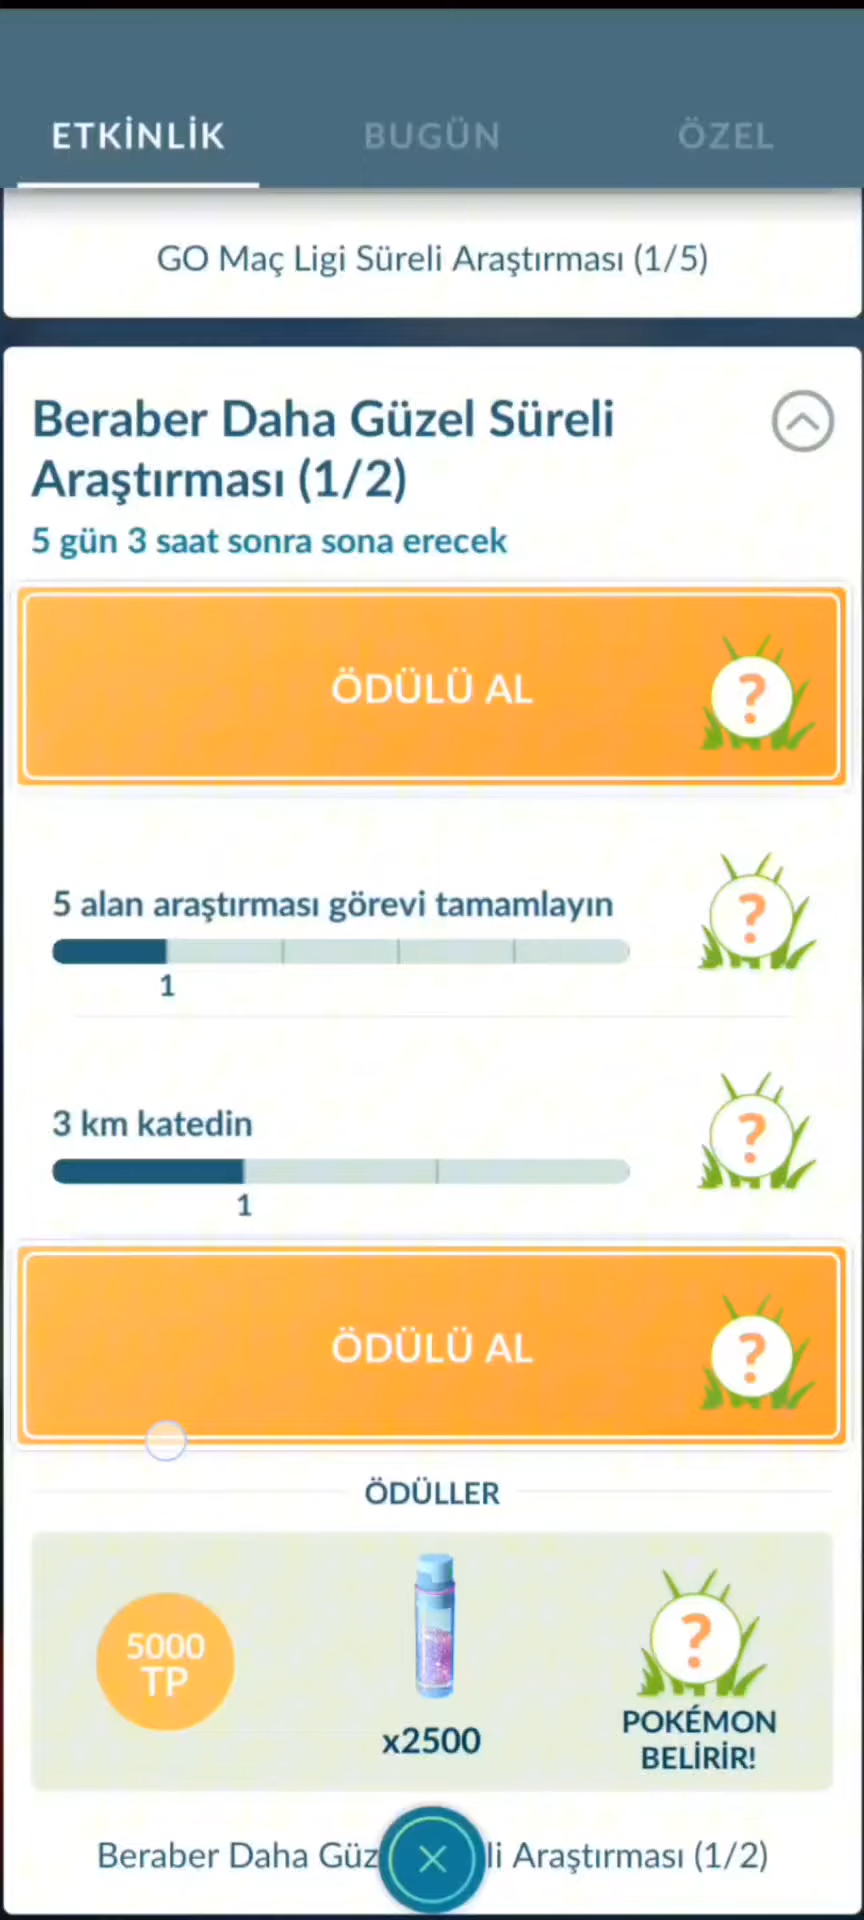 ETKİNLİK BUGÜN ÖZEL
GO Maç Ligi Süreli Araştırması (1/5)
Beraber Daha Güzel Süreli
Araştırması (1/2)
5 gün 3 saat sonra sona erecek
ÖDÜLÜ AL
?
5 alan araştırması görevi tamamlayın
?
1
3 km katedin
?
1
ÖDÜLÜ AL
?
ÖDÜLLER
5000
TP
x2500
?
POKÉMON
BELİRİR!
Beraber Daha Güz li Araştırması (1/2)